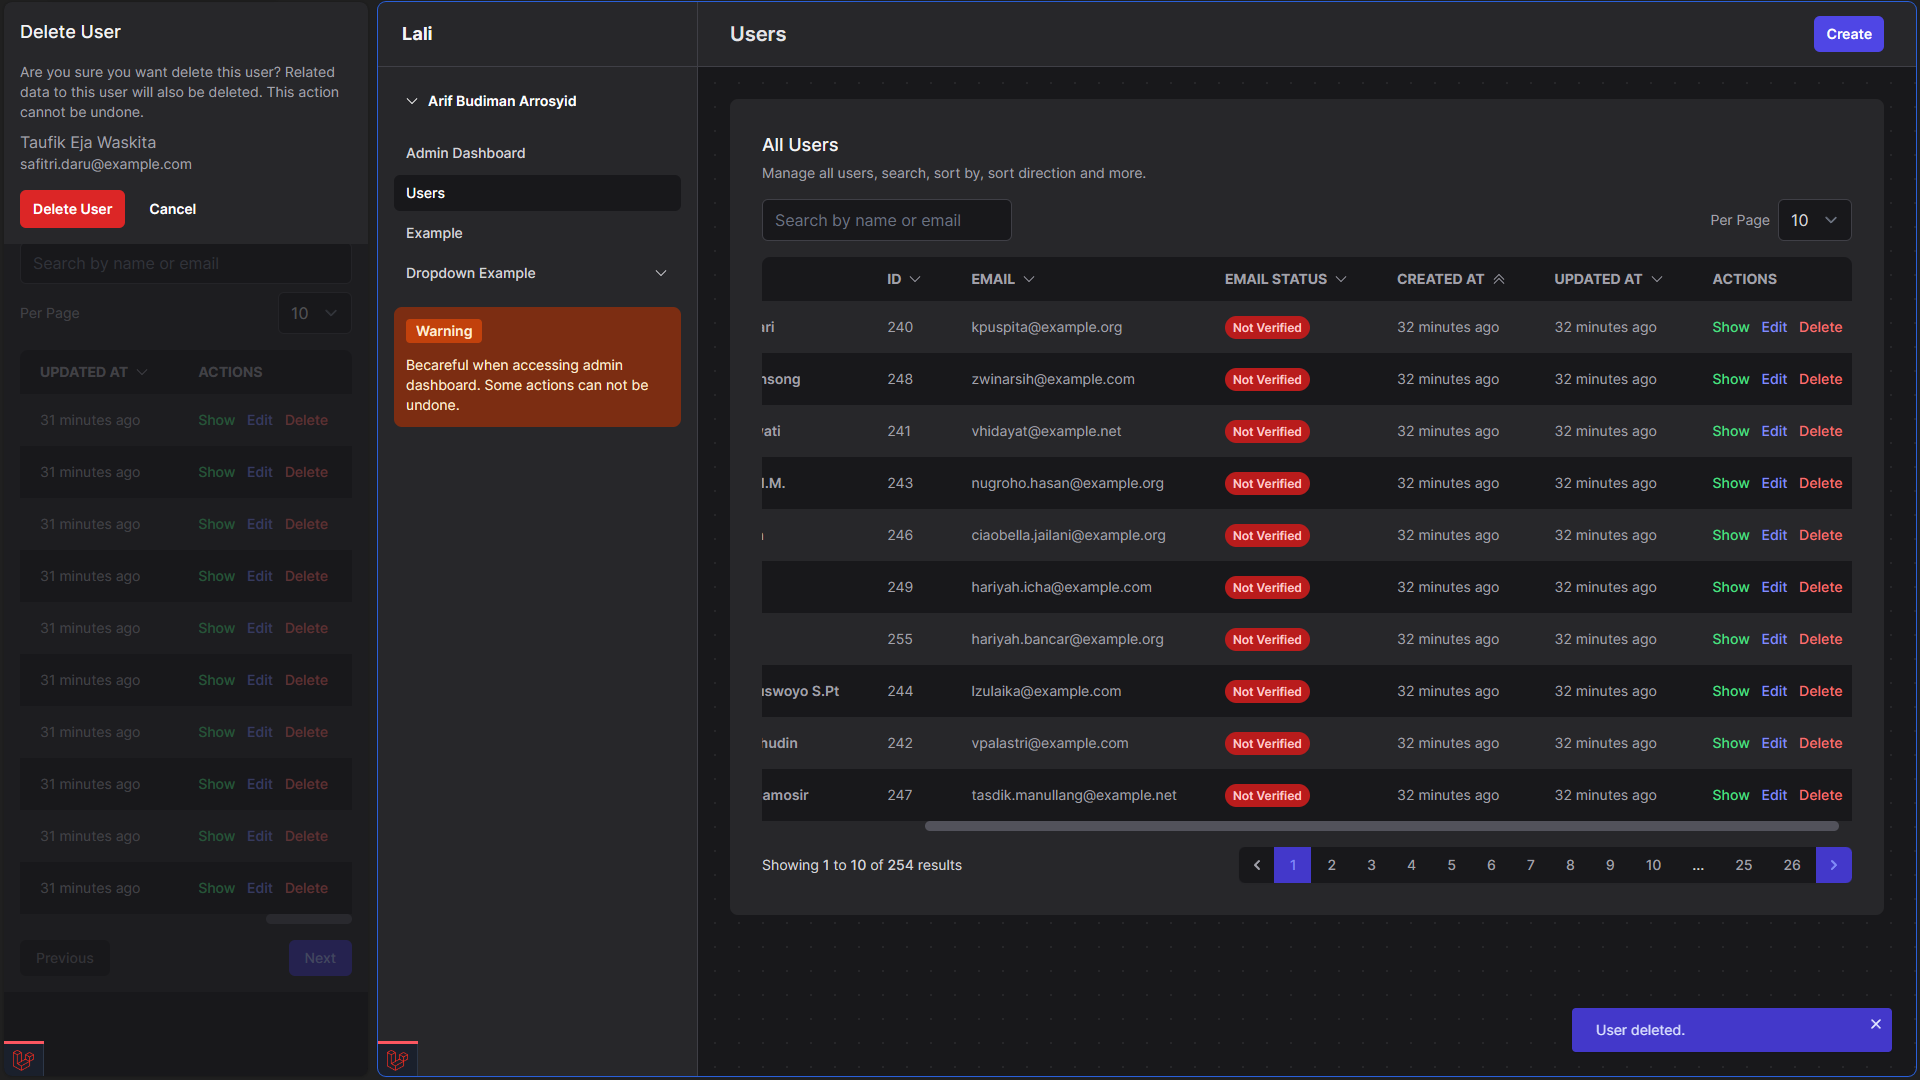 Delete User
Are you sure you want delete this user? Related
data to this user will also be deleted. This action
cannot be undone.
Taufik Eja Waskita
safitri.daru@example.com
Delete User Cancel
Search by name or email
Per Page 10
UPDATED AT ACTIONS
31 minutes ago Show Edit Delete
31 minutes ago Show Edit Delete
31 minutes ago Show Edit Delete
31 minutes ago Show Edit Delete
31 minutes ago Show Edit Delete
31 minutes ago Show Edit Delete
31 minutes ago Show Edit Delete
31 minutes ago Show Edit Delete
31 minutes ago Show Edit Delete
31 minutes ago Show Edit Delete
Previous Next
Lali
Arif Budiman Arrosyid
Admin Dashboard
Users
Example
Dropdown Example
Warning
Becareful when accessing admin
dashboard. Some actions can not be
undone.
Users Create
All Users
Manage all users, search, sort by, sort direction and more.
Search by name or email Per Page 10
ID EMAIL EMAIL STATUS CREATED AT UPDATED AT ACTIONS
ari 240 kpuspita@example.org Not Verified 32 minutes ago 32 minutes ago Show Edit Delete
nsong 248 zwinarsih@example.com Not Verified 32 minutes ago 32 minutes ago Show Edit Delete
vati 241 vhidayat@example.net Not Verified 32 minutes ago 32 minutes ago Show Edit Delete
.M. 243 nugroho.hasan@example.org Not Verified 32 minutes ago 32 minutes ago Show Edit Delete
246 ciaobella.jailani@example.org Not Verified 32 minutes ago 32 minutes ago Show Edit Delete
249 hariyah.icha@example.com Not Verified 32 minutes ago 32 minutes ago Show Edit Delete
255 hariyah.bancar@example.org Not Verified 32 minutes ago 32 minutes ago Show Edit Delete
uswoyo S.Pt 244 lzulaika@example.com Not Verified 32 minutes ago 32 minutes ago Show Edit Delete
hudin 242 vpalastri@example.com Not Verified 32 minutes ago 32 minutes ago Show Edit Delete
amosir 247 tasdik.manullang@example.net Not Verified 32 minutes ago 32 minutes ago Show Edit Delete
Showing 1 to 10 of 254 results 1 2 3 4 5 6 7 8 9 10 ... 25 26
User deleted.